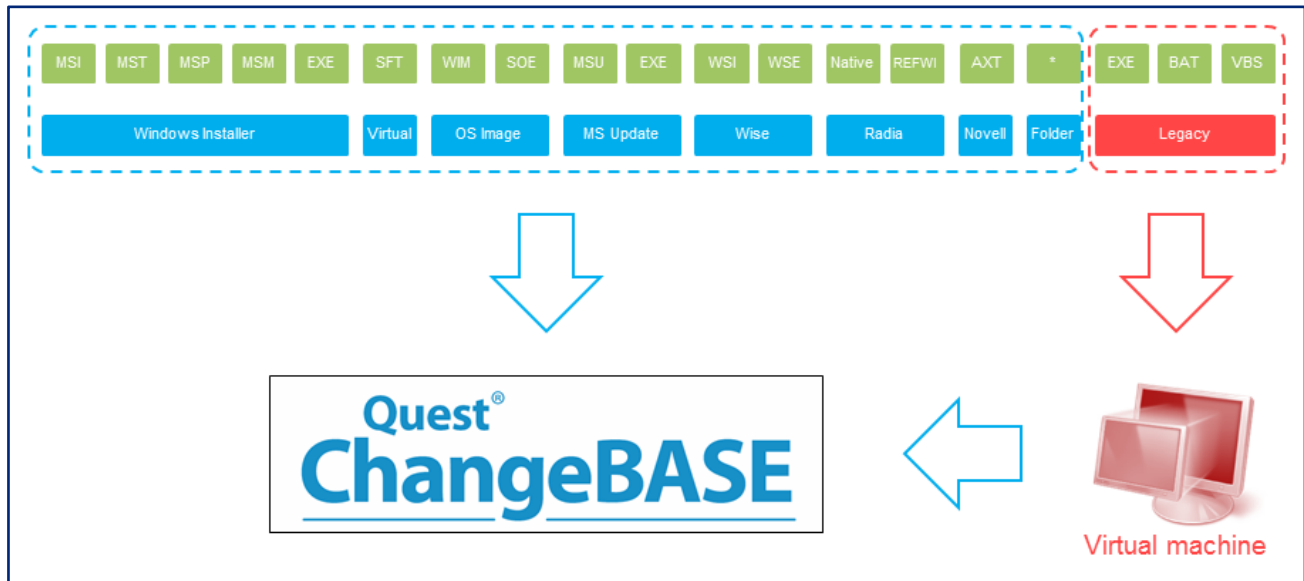 MSI MST MSP MSM EXE SFT WIM SOE MSU EXE WSI WSE Native REFWI AXT * EXE BAT VBS
Windows Installer Virtual OS Image MS Update Wise Radia Novell Folder Legacy
Quest®
ChangeBASE
Virtual machine